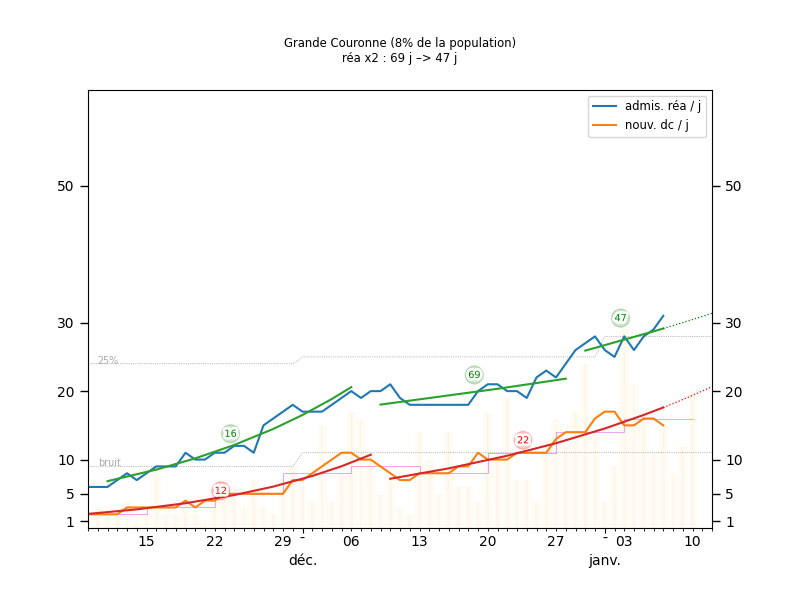 Grande Couronne (8% de la population)
réa x2 : 69 j –> 47 j
admis. réa / j
nouv. dc / j
50 50
47
30 30
25%
69
20 20
16
22
bruit
10 10
12
5 5
1 1
15 22 29 - 06 13 20 27 - 03 10
déc. janv.